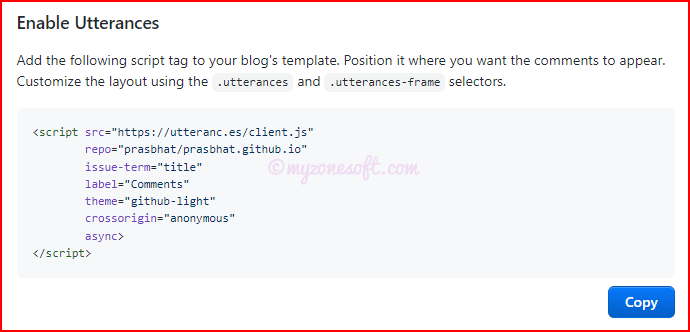 Enable Utterances
Add the following script tag to your blog's template. Position it where you want the comments to appear.
Customize the layout using the .utterances and .utterances-frame selectors.
<script src="https://utteranc.es/client.js"
repo="prasbhat/prasbhat.github.io"
issue-term="title"
©myzonesoft.com
label="Comments"
theme="github-light"
crossorigin="anonymous"
async>
</script>
Copy